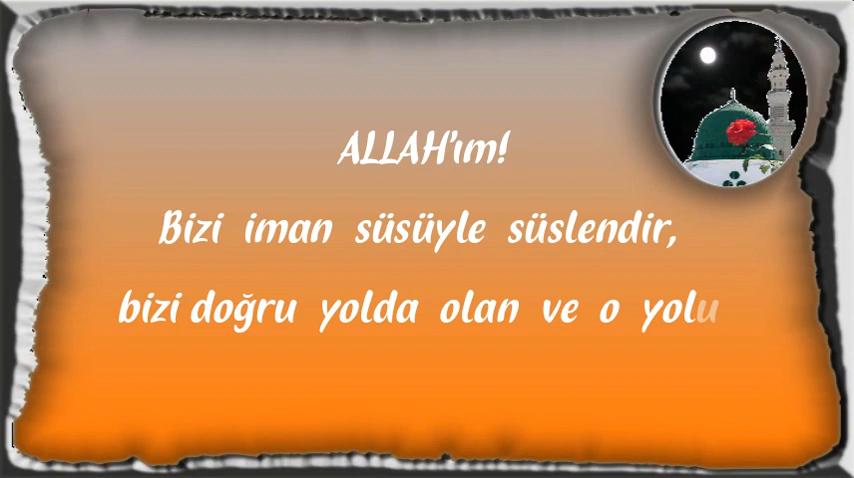 ALLAH'ım!
Bizi iman süsüyle süslendir,
bizi doğru yolda olan ve o yolu